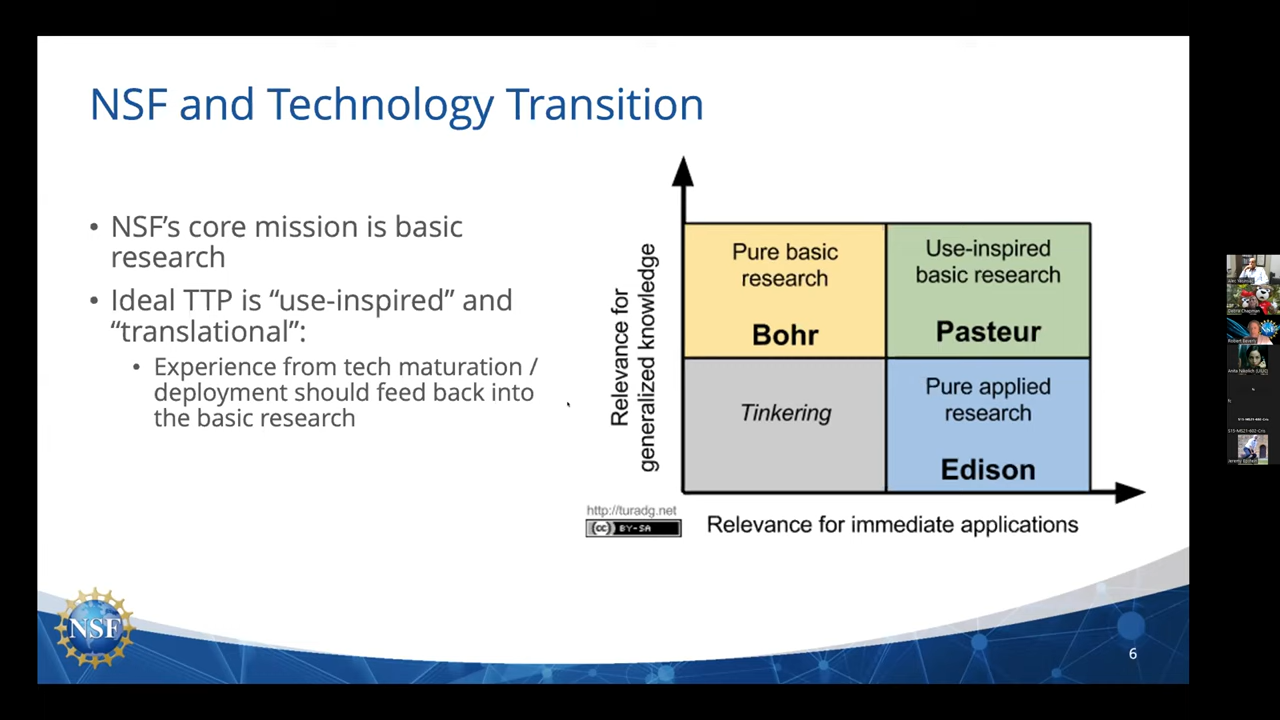 NSF and Technology Transition
• NSF’s core mission is basic
research
• Ideal TTP is “use-inspired” and
“translational”:
• Experience from tech maturation /
deployment should feed back into
the basic research
Relevance for
generalized knowledge
Pure basic
research
Bohr
Use-inspired
basic research
Pasteur
Tinkering
Pure applied
research
Edison
http://turadg.net
(cc) BY-SA
Relevance for immediate applications
NSF
6